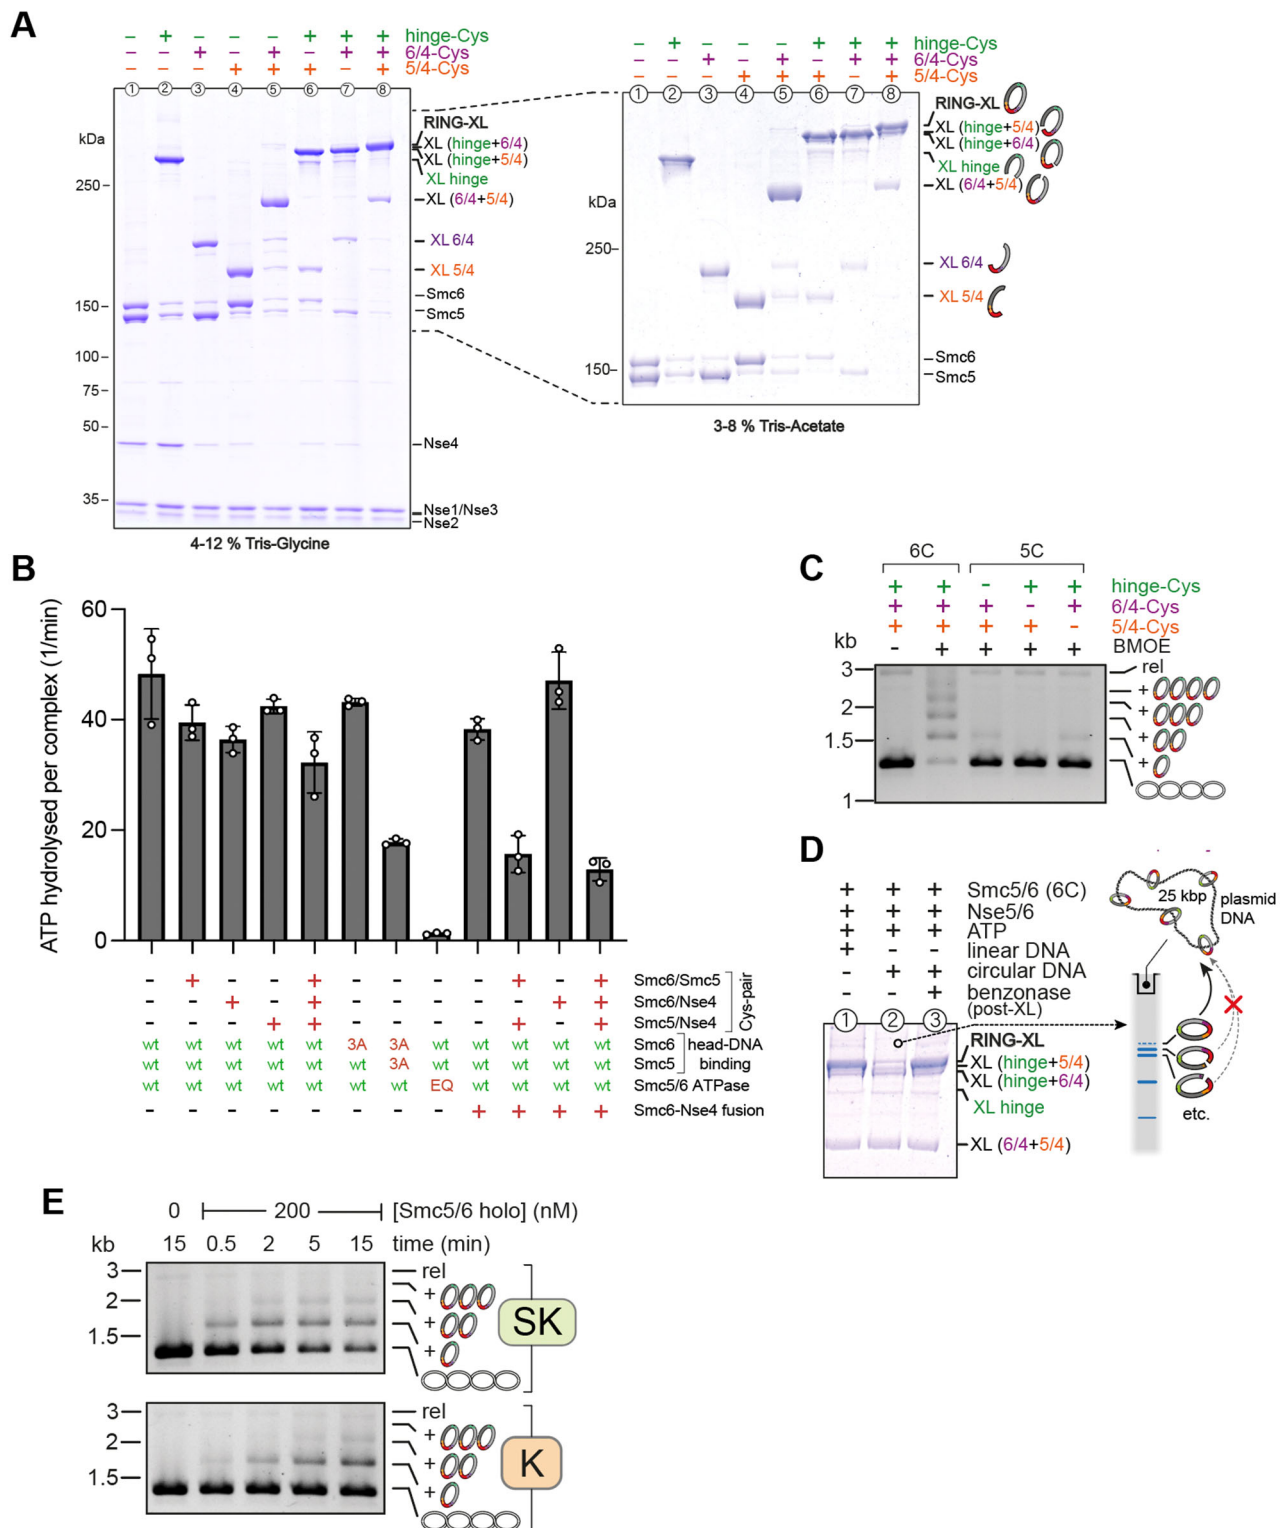 A
– + – – – + + + hinge-Cys
– – + – + – + + 6/4-Cys
– – – + + + – + 5/4-Cys
1 2 3 4 5 6 7 8
kDa
250
150
100
75
50
35
RING-XL
XL (hinge+6/4)
XL (hinge+5/4)
XL hinge
XL (6/4+5/4)
XL 6/4
XL 5/4
Smc6
Smc5
Nse4
Nse1/Nse3
Nse2
4-12 % Tris-Glycine
– + – – – + + + hinge-Cys
– – + – + – + + 6/4-Cys
– – – + + + – + 5/4-Cys
1 2 3 4 5 6 7 8
kDa
250
150
RING-XL
XL (hinge+5/4)
XL (hinge+6/4)
XL hinge
XL (6/4+5/4)
XL 6/4
XL 5/4
Smc6
Smc5
3-8 % Tris-Acetate
B
ATP hydrolysed per complex (1/min)
60
40
20
0
- + - - + - - - - + - + Smc6/Smc5
- - + - + - - - - - + + Smc6/Nse4
- - - + + - - - - + - + Smc5/Nse4
Cys-pair
wt wt wt wt wt 3A 3A wt wt wt wt wt Smc6 head-DNA
wt wt wt wt wt wt 3A wt wt wt wt wt Smc5 binding
wt wt wt wt wt wt wt EQ wt wt wt wt Smc5/6 ATPase
- - - - - - - - + + + + Smc6-Nse4 fusion
C
6C 5C
+ + - + + hinge-Cys
+ + + - + 6/4-Cys
+ + + + - 5/4-Cys
- + + + + BMOE
kb
3
2
1.5
1
rel
+
+
+
+
D
+ + + Smc5/6 (6C)
+ + + Nse5/6
+ + + ATP
+ - - linear DNA
- + + circular DNA
- - + benzonase
(post-XL)
1 2 3
RING-XL
XL (hinge+5/4)
XL (hinge+6/4)
XL hinge
XL (6/4+5/4)
25 kbp
plasmid
DNA
etc.
E
0 200 [Smc5/6 holo] (nM)
kb 15 0.5 2 5 15 time (min)
3
2
1.5
rel
+
+
+
SK
3
2
1.5
rel
+
+
+
K